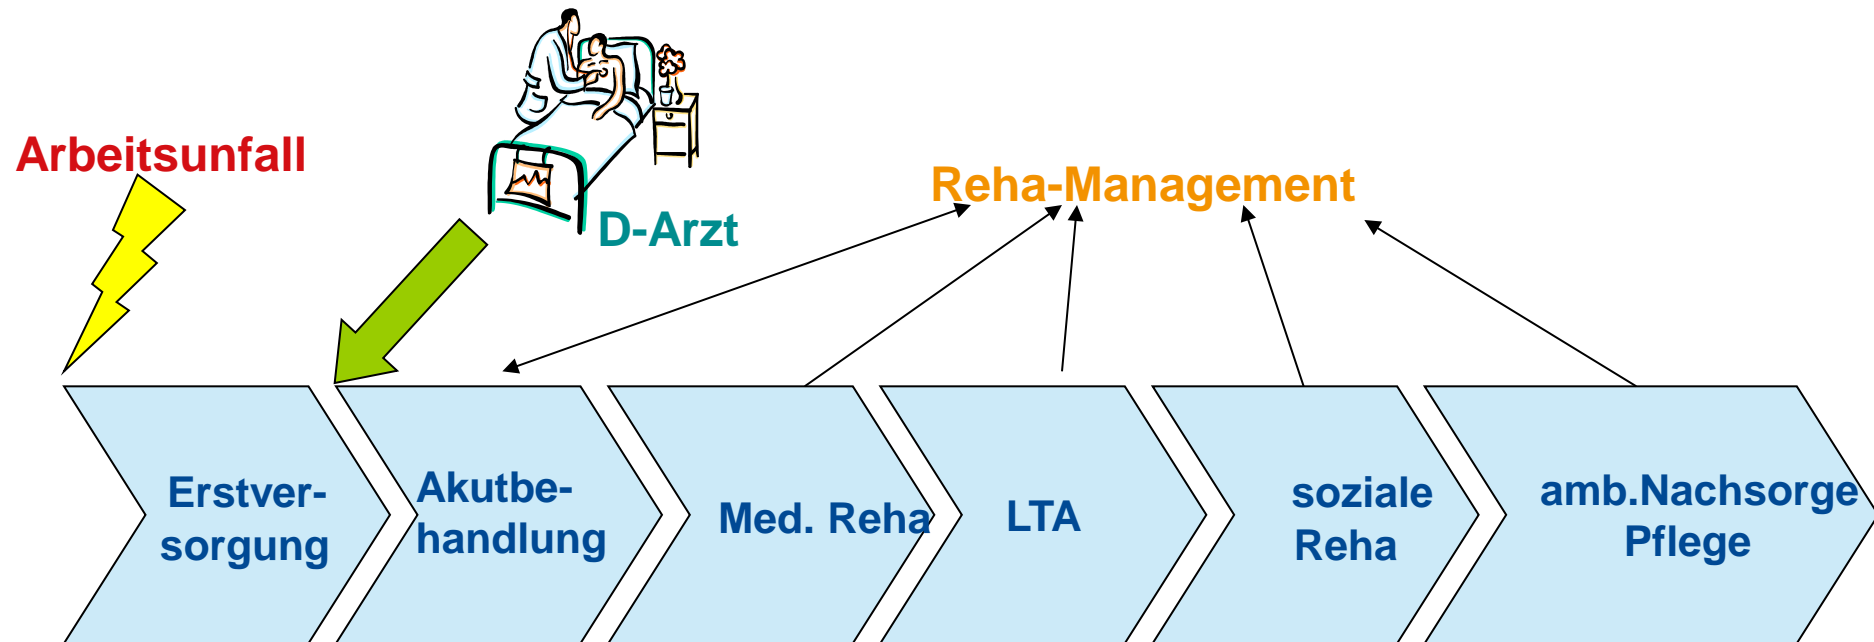 Arbeitsunfall
D-Arzt
Reha-Management
Erstver-
sorgung
Akutbe-
handlung
Med. Reha
LTA
soziale
Reha
amb.Nachsorge
Pflege